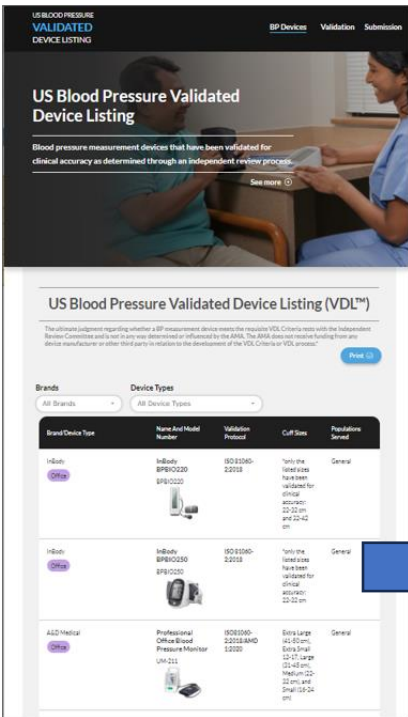 US BLOOD PRESSURE
VALIDATED
DEVICE LISTING
BP Devices Validation Submission
US Blood Pressure Validated
Device Listing
Blood pressure measurement devices that have been validated for
clinical accuracy as determined through an independent review process.
See more
US Blood Pressure Validated Device Listing (VDL™)
The ultimate judgment regarding whether a BP measurement device meets the requisite VDL Criteria rests with the Independent
Review Committee and is not in any way determined or influenced by the AMA. The AMA does not receive funding from any
device manufacturer or other third party in relation to the development of the VDL Criteria or VDL process."
Print
Brands Device Types
All Brands All Device Types
Brand/Device Type Name And Model Number Validation Protocol Cuff Sizes Populations Served
InBody
Office
InBody
BPBIO220
BPBIO220
ISO 81060-
2:2018
"only the
listed sizes
have been
validated for
clinical
accuracy:
22-32 cm
and 32-42
cm
General
InBody
Office
InBody
BPBIO250
BPBIO250
ISO 81060-
2:2018
"only the
listed sizes
have been
validated for
clinical
accuracy:
22-32 cm
General
A&D Medical
Office
Professional
Office Blood
Pressure Monitor
UM-211
ISO81060-
2:2018/AMD
1:2020
Extra Large
(41-50 cm),
Extra Small
12-17, Large
(31-45 cm),
Medium (22-
32 cm), and
Small (16-24
cm)
General